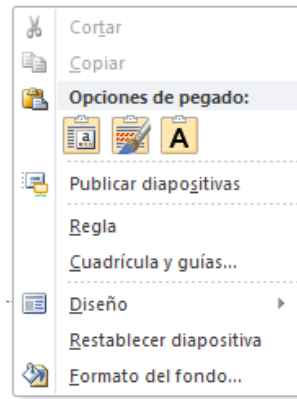 Cortar
Copiar
Opciones de pegado:
a A
Publicar diapositivas
Regla
Cuadrícula y guías...
Diseño
Restablecer diapositiva
Formato del fondo...